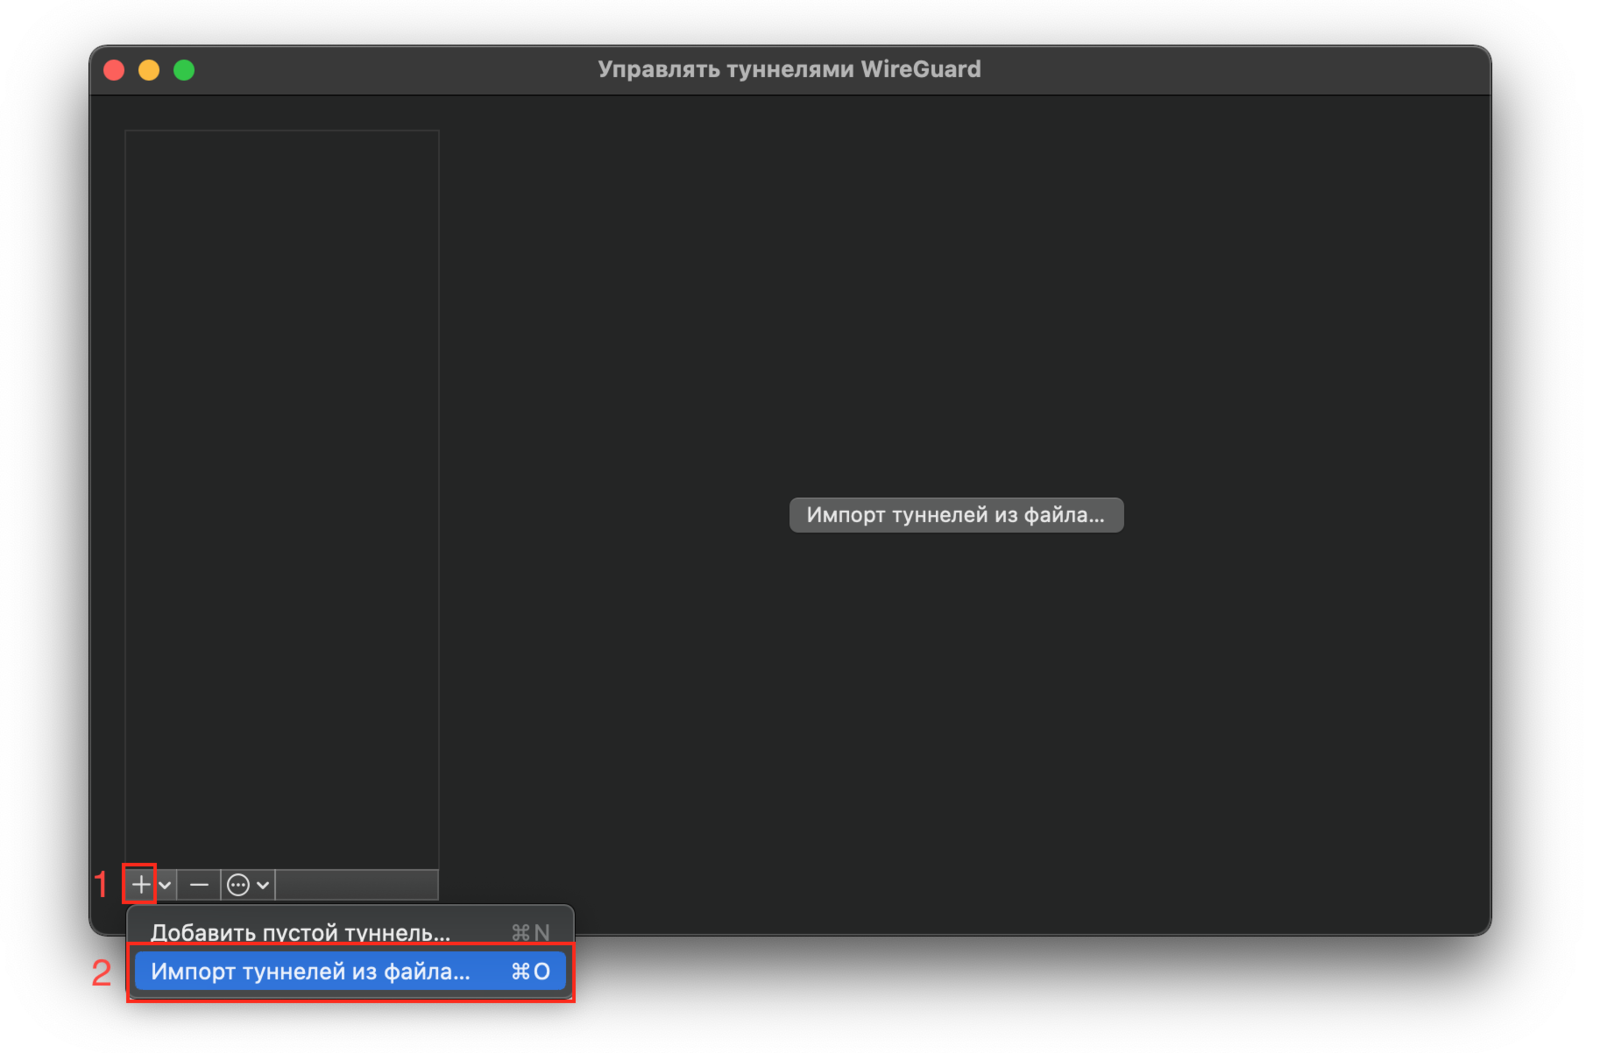 Управлять туннелями WireGuard
Импорт туннелей из файла...
1
Добавить пустой туннель... ⌘N
2 Импорт туннелей из файла... ⌘O